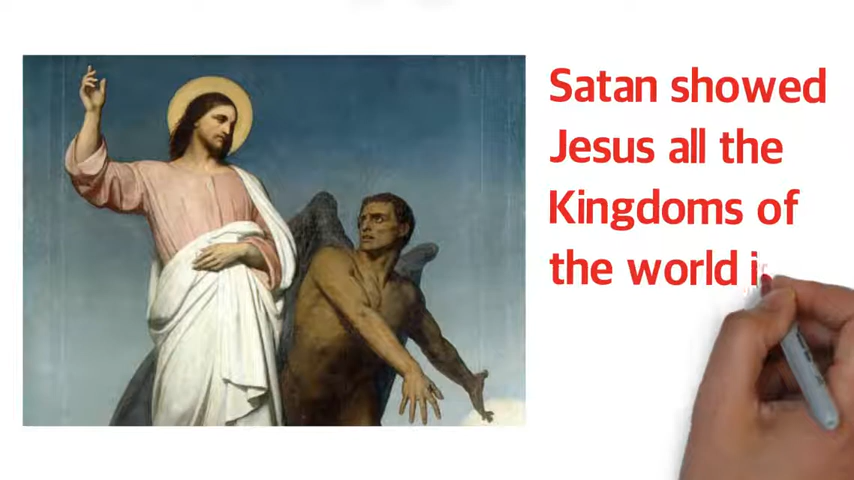 Satan showed
Jesus all the
Kingdoms of
the world